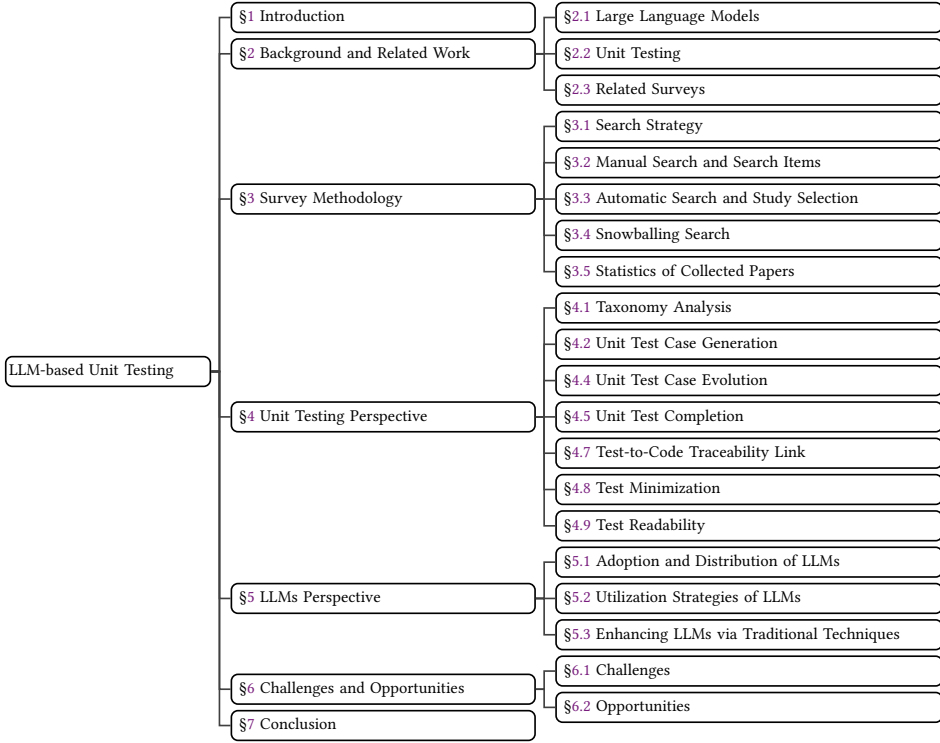 LLM-based Unit Testing
§1 Introduction
§2 Background and Related Work
§2.1 Large Language Models
§2.2 Unit Testing
§2.3 Related Surveys
§3 Survey Methodology
§3.1 Search Strategy
§3.2 Manual Search and Search Items
§3.3 Automatic Search and Study Selection
§3.4 Snowballing Search
§3.5 Statistics of Collected Papers
§4 Unit Testing Perspective
§4.1 Taxonomy Analysis
§4.2 Unit Test Case Generation
§4.4 Unit Test Case Evolution
§4.5 Unit Test Completion
§4.7 Test-to-Code Traceability Link
§4.8 Test Minimization
§4.9 Test Readability
§5 LLMs Perspective
§5.1 Adoption and Distribution of LLMs
§5.2 Utilization Strategies of LLMs
§5.3 Enhancing LLMs via Traditional Techniques
§6 Challenges and Opportunities
§6.1 Challenges
§6.2 Opportunities
§7 Conclusion